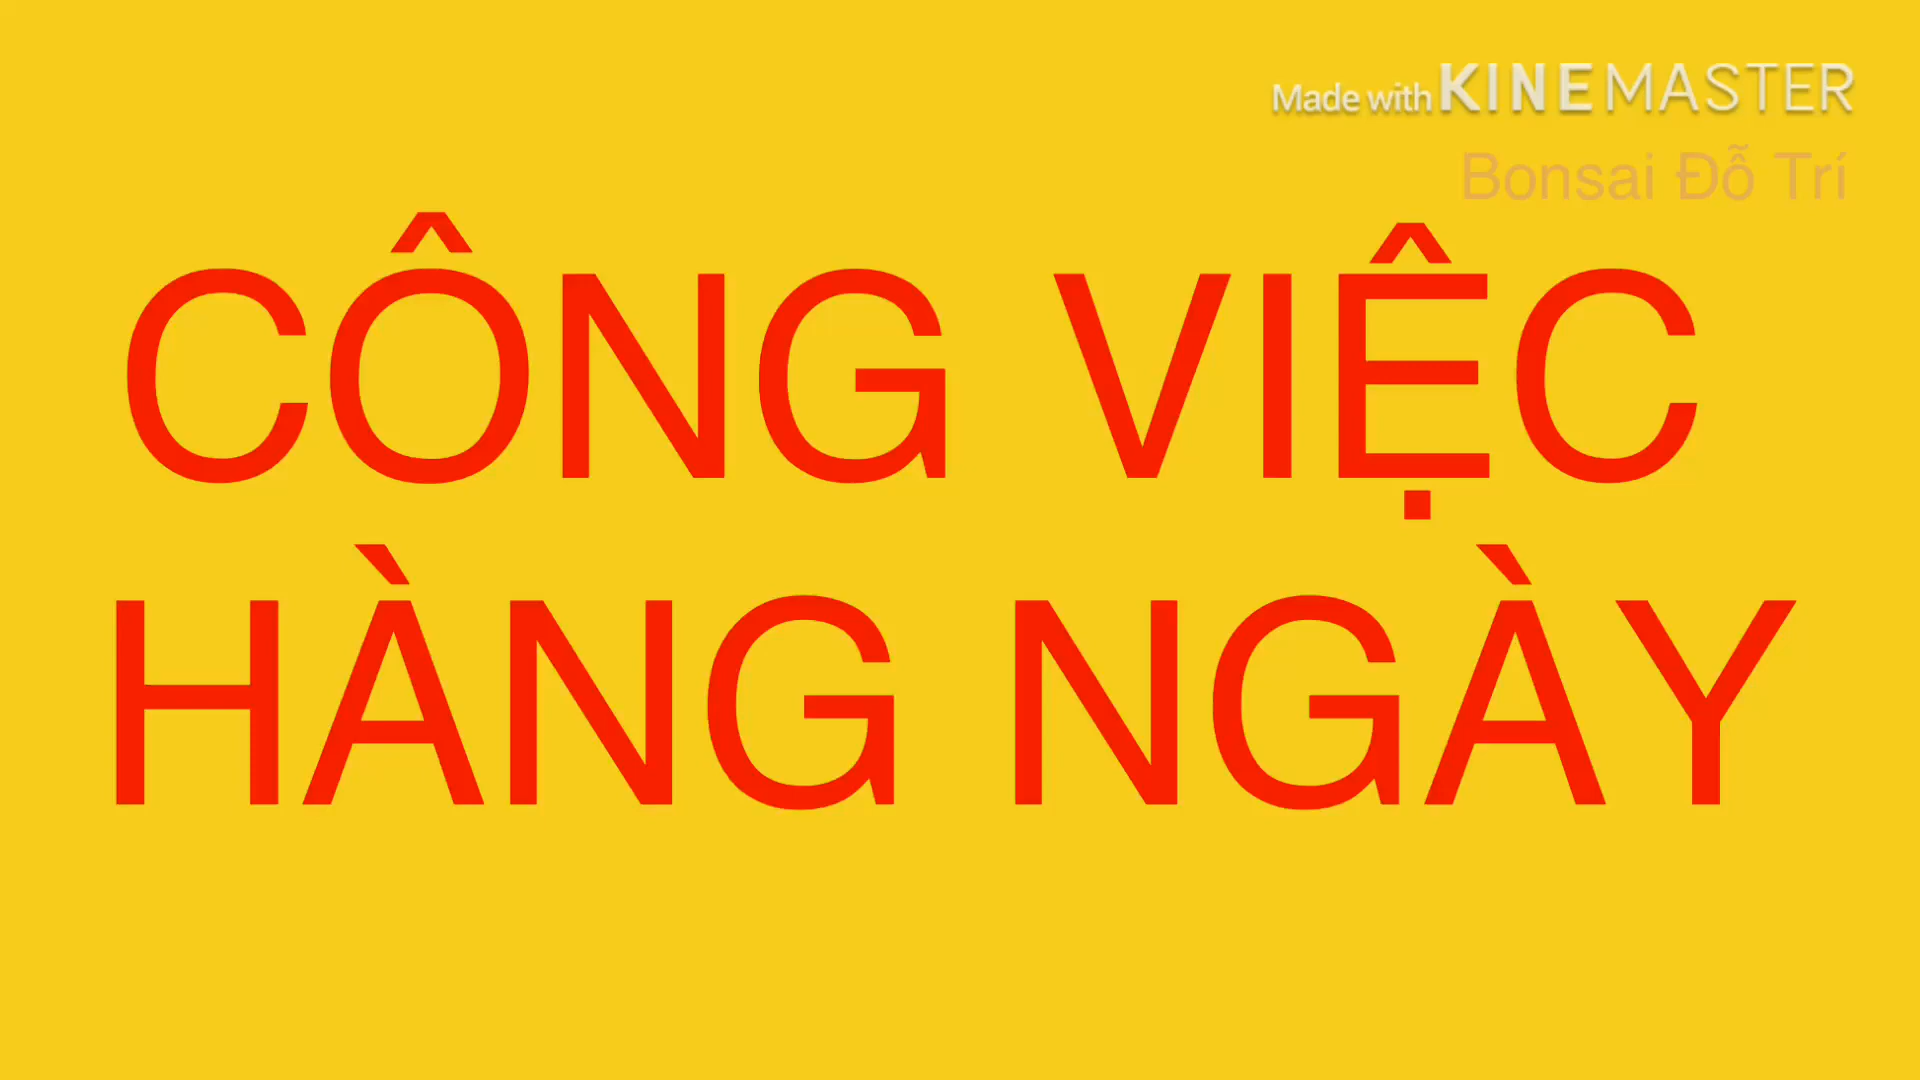 Made with KINEMASTER
Bonsai Đỗ Trí
CÔNG VIỆC
HÀNG NGÀY